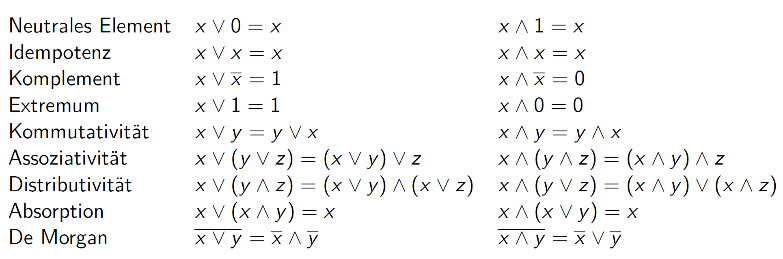 Neutrales Element x ∨ 0 = x x ∧ 1 = x
Idempotenz x ∨ x = x x ∧ x = x
Komplement x ∨ x̅ = 1 x ∧ x̅ = 0
Extremum x ∨ 1 = 1 x ∧ 0 = 0
Kommutativität x ∨ y = y ∨ x x ∧ y = y ∧ x
Assoziativität x ∨ (y ∨ z) = (x ∨ y) ∨ z x ∧ (y ∧ z) = (x ∧ y) ∧ z
Distributivität x ∨ (y ∧ z) = (x ∨ y) ∧ (x ∨ z) x ∧ (y ∨ z) = (x ∧ y) ∨ (x ∧ z)
Absorption x ∨ (x ∧ y) = x x ∧ (x ∨ y) = x
De Morgan x̅ ̅∨̅ ̅y̅ = x̅ ∧ y̅ x̅ ̅∧̅ ̅y̅ = x̅ ∨ y̅